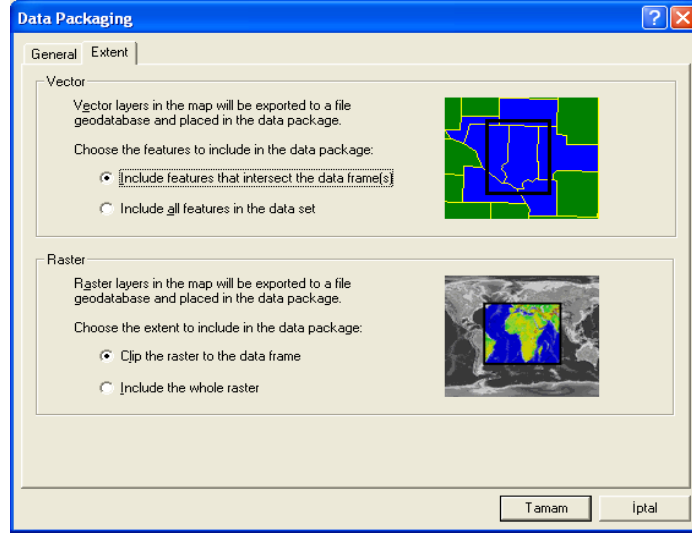 Data Packaging
General Extent
Vector
Vector layers in the map will be exported to a file
geodatabase and placed in the data package.
Choose the features to include in the data package:
Include features that intersect the data frame(s)
Include all features in the data set
Raster
Raster layers in the map will be exported to a file
geodatabase and placed in the data package.
Choose the extent to include in the data package:
Clip the raster to the data frame
Include the whole raster
Tamam İptal